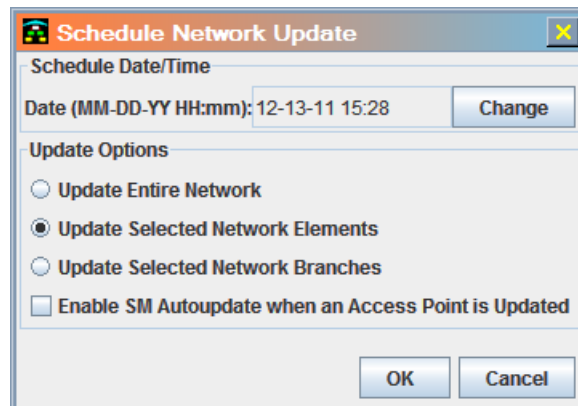 Schedule Network Update
Schedule Date/Time
Date (MM-DD-YY HH:mm): 12-13-11 15:28 Change
Update Options
Update Entire Network
Update Selected Network Elements
Update Selected Network Branches
Enable SM Autoupdate when an Access Point is Updated
OK Cancel